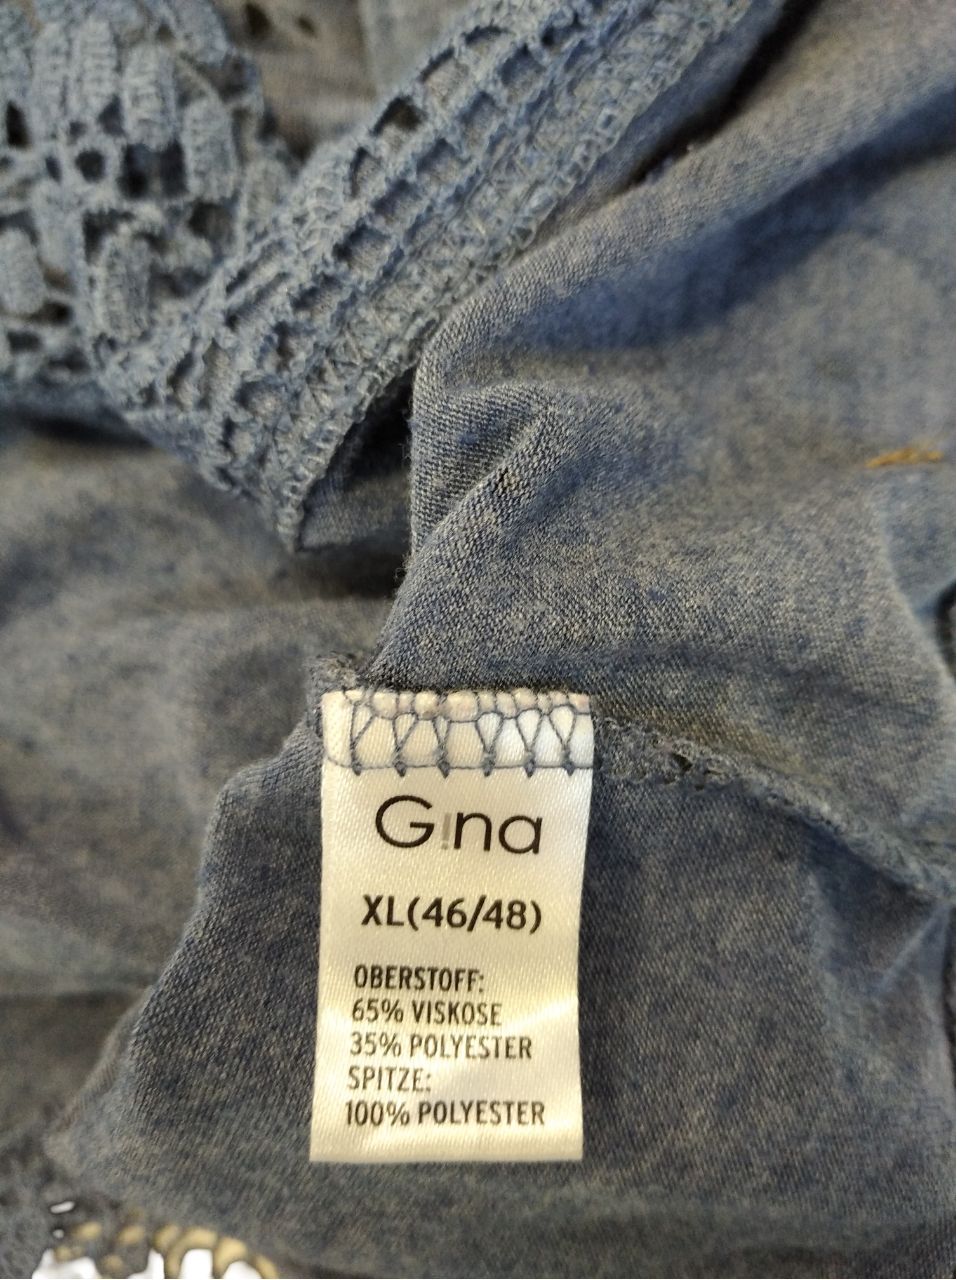 Gina
XL(46/48)
OBERSTOFF:
65% VISKOSE
35% POLYESTER
SPITZE:
100% POLYESTER